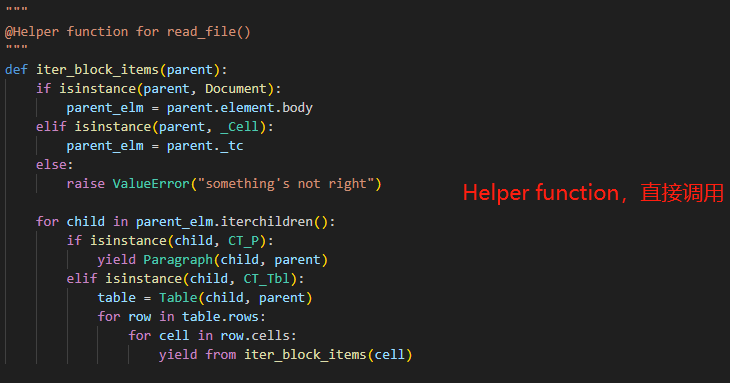 """
@Helper function for read_file()
"""
def iter_block_items(parent):
    if isinstance(parent, Document):
        parent_elm = parent.element.body
    elif isinstance(parent, _Cell):
        parent_elm = parent._tc
    else:
        raise ValueError("something's not right")
Helper function，直接调用
    for child in parent_elm.iterchildren():
        if isinstance(child, CT_P):
            yield Paragraph(child, parent)
        elif isinstance(child, CT_Tbl):
            table = Table(child, parent)
            for row in table.rows:
                for cell in row.cells:
                    yield from iter_block_items(cell)